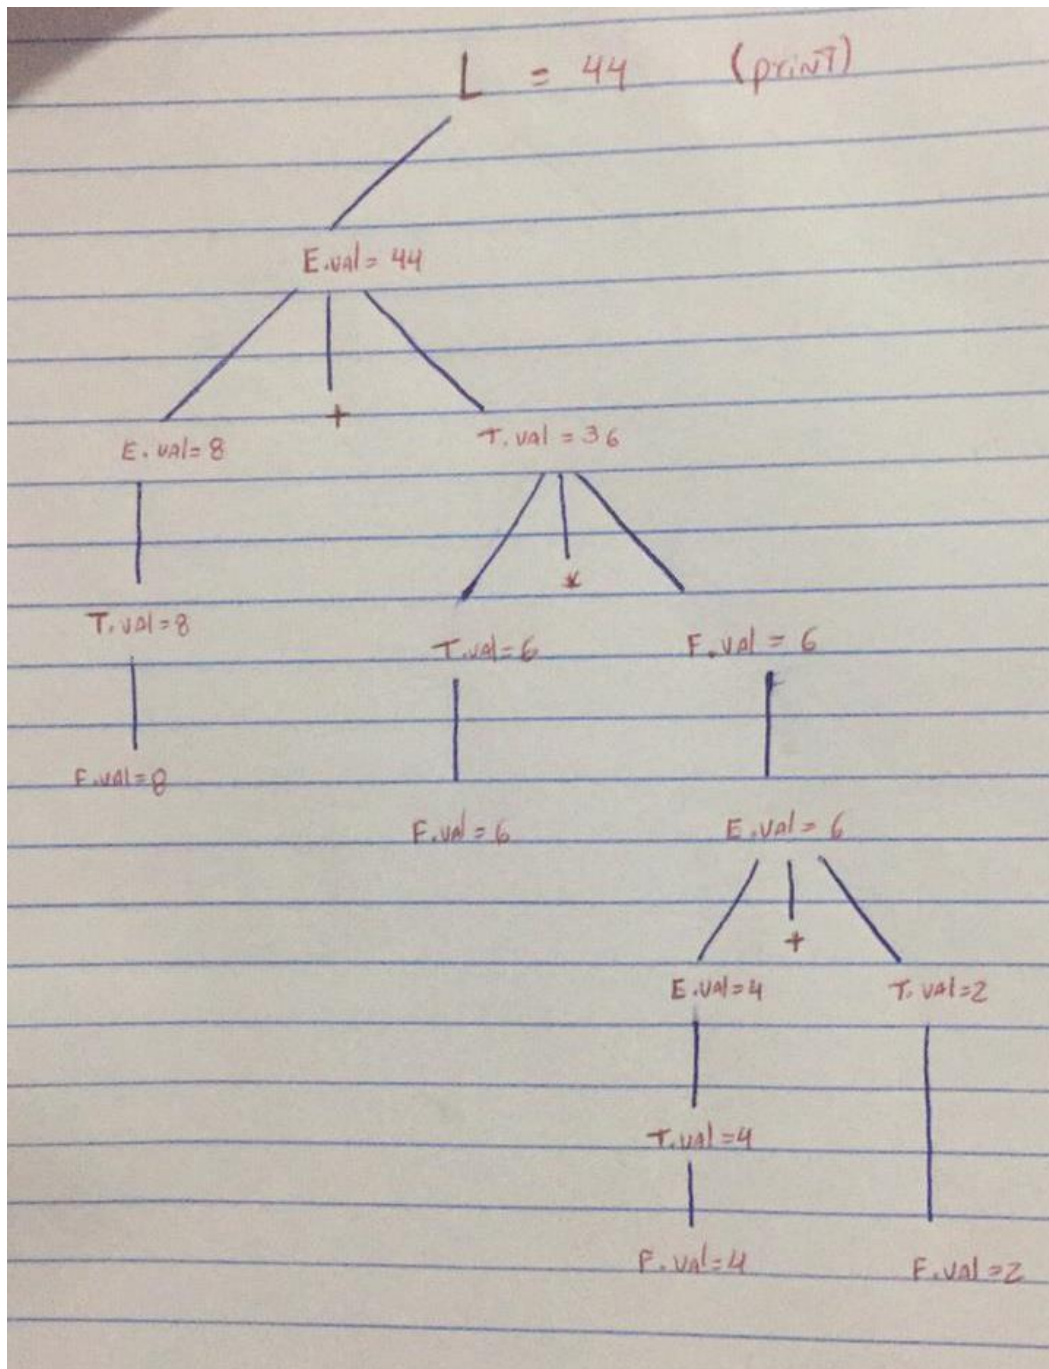 L = 44 (print)
E.val = 44
+
E.val=8
T.val = 36
*
T.val=8
T.val=6
F.val = 6
F.val=8
F.val=6
E.val= 6
+
E.val=4
T.val=2
T.val=4
F.val=4
F.val=2